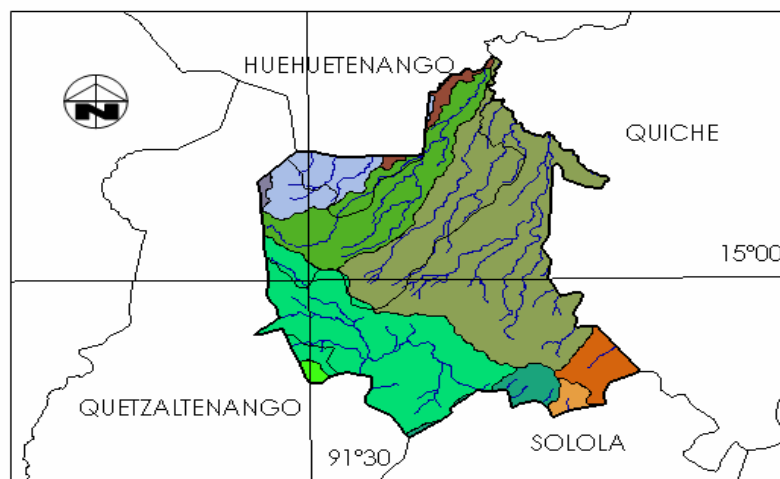 HUEHUETENANGO
N
QUICHE
15°00
QUETZALTENANGO
SOLOLA
91°30